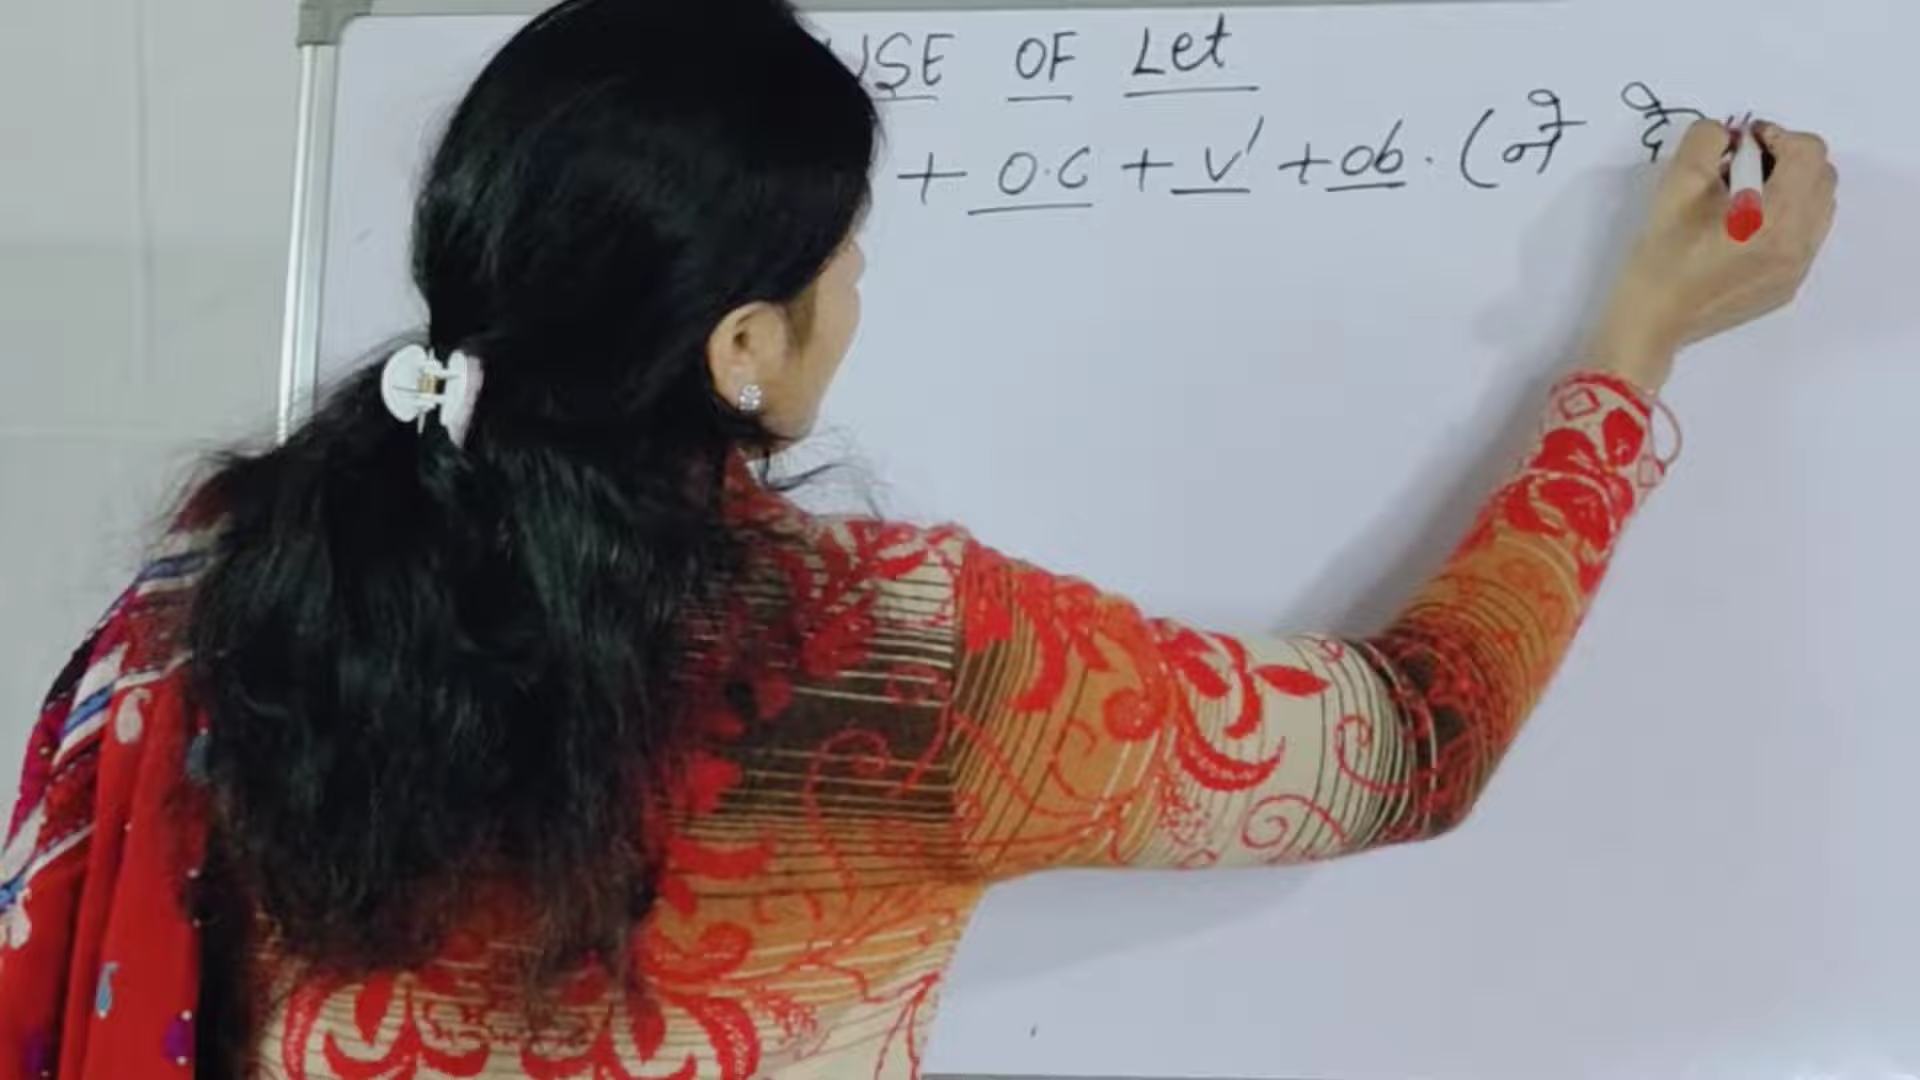 USE OF Let
+ O.C + V' + ob. (ने दे